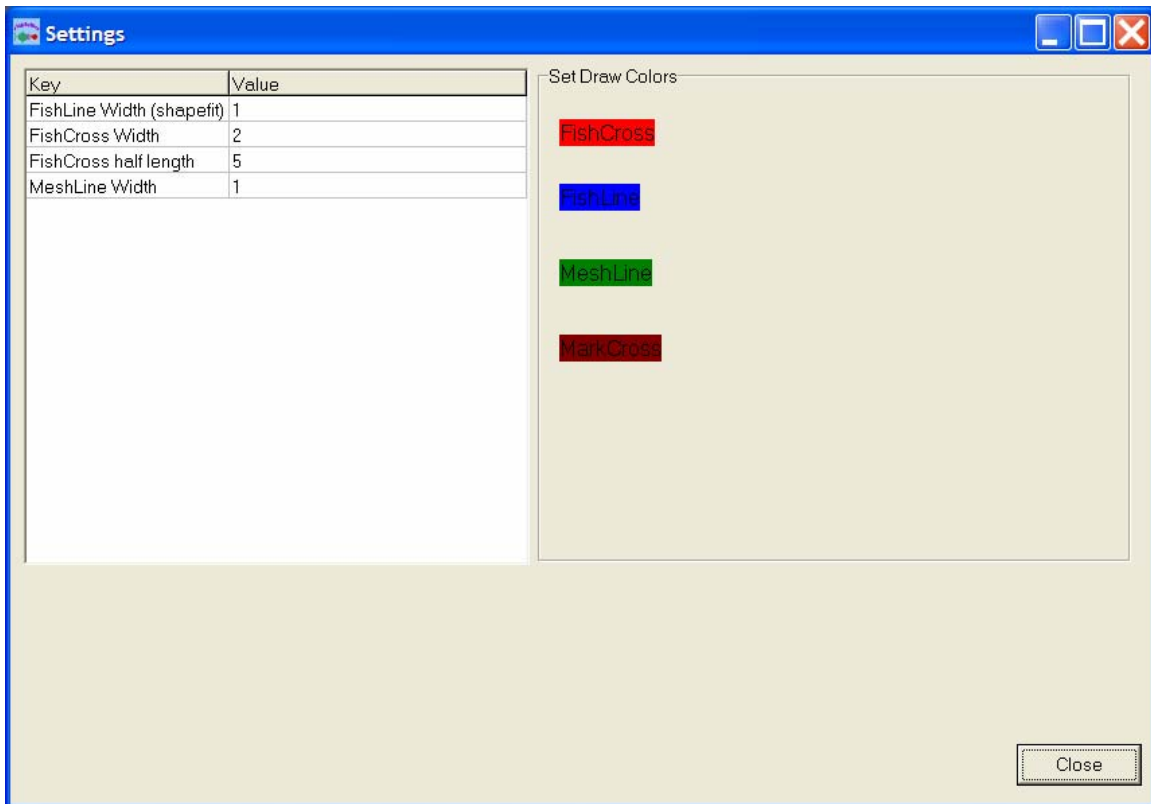 Settings
Key Value
FishLine Width (shapefit) 1
FishCross Width 2
FishCross half length 5
MeshLine Width 1
Set Draw Colors
FishCross
FishLine
MeshLine
MarkCross
Close